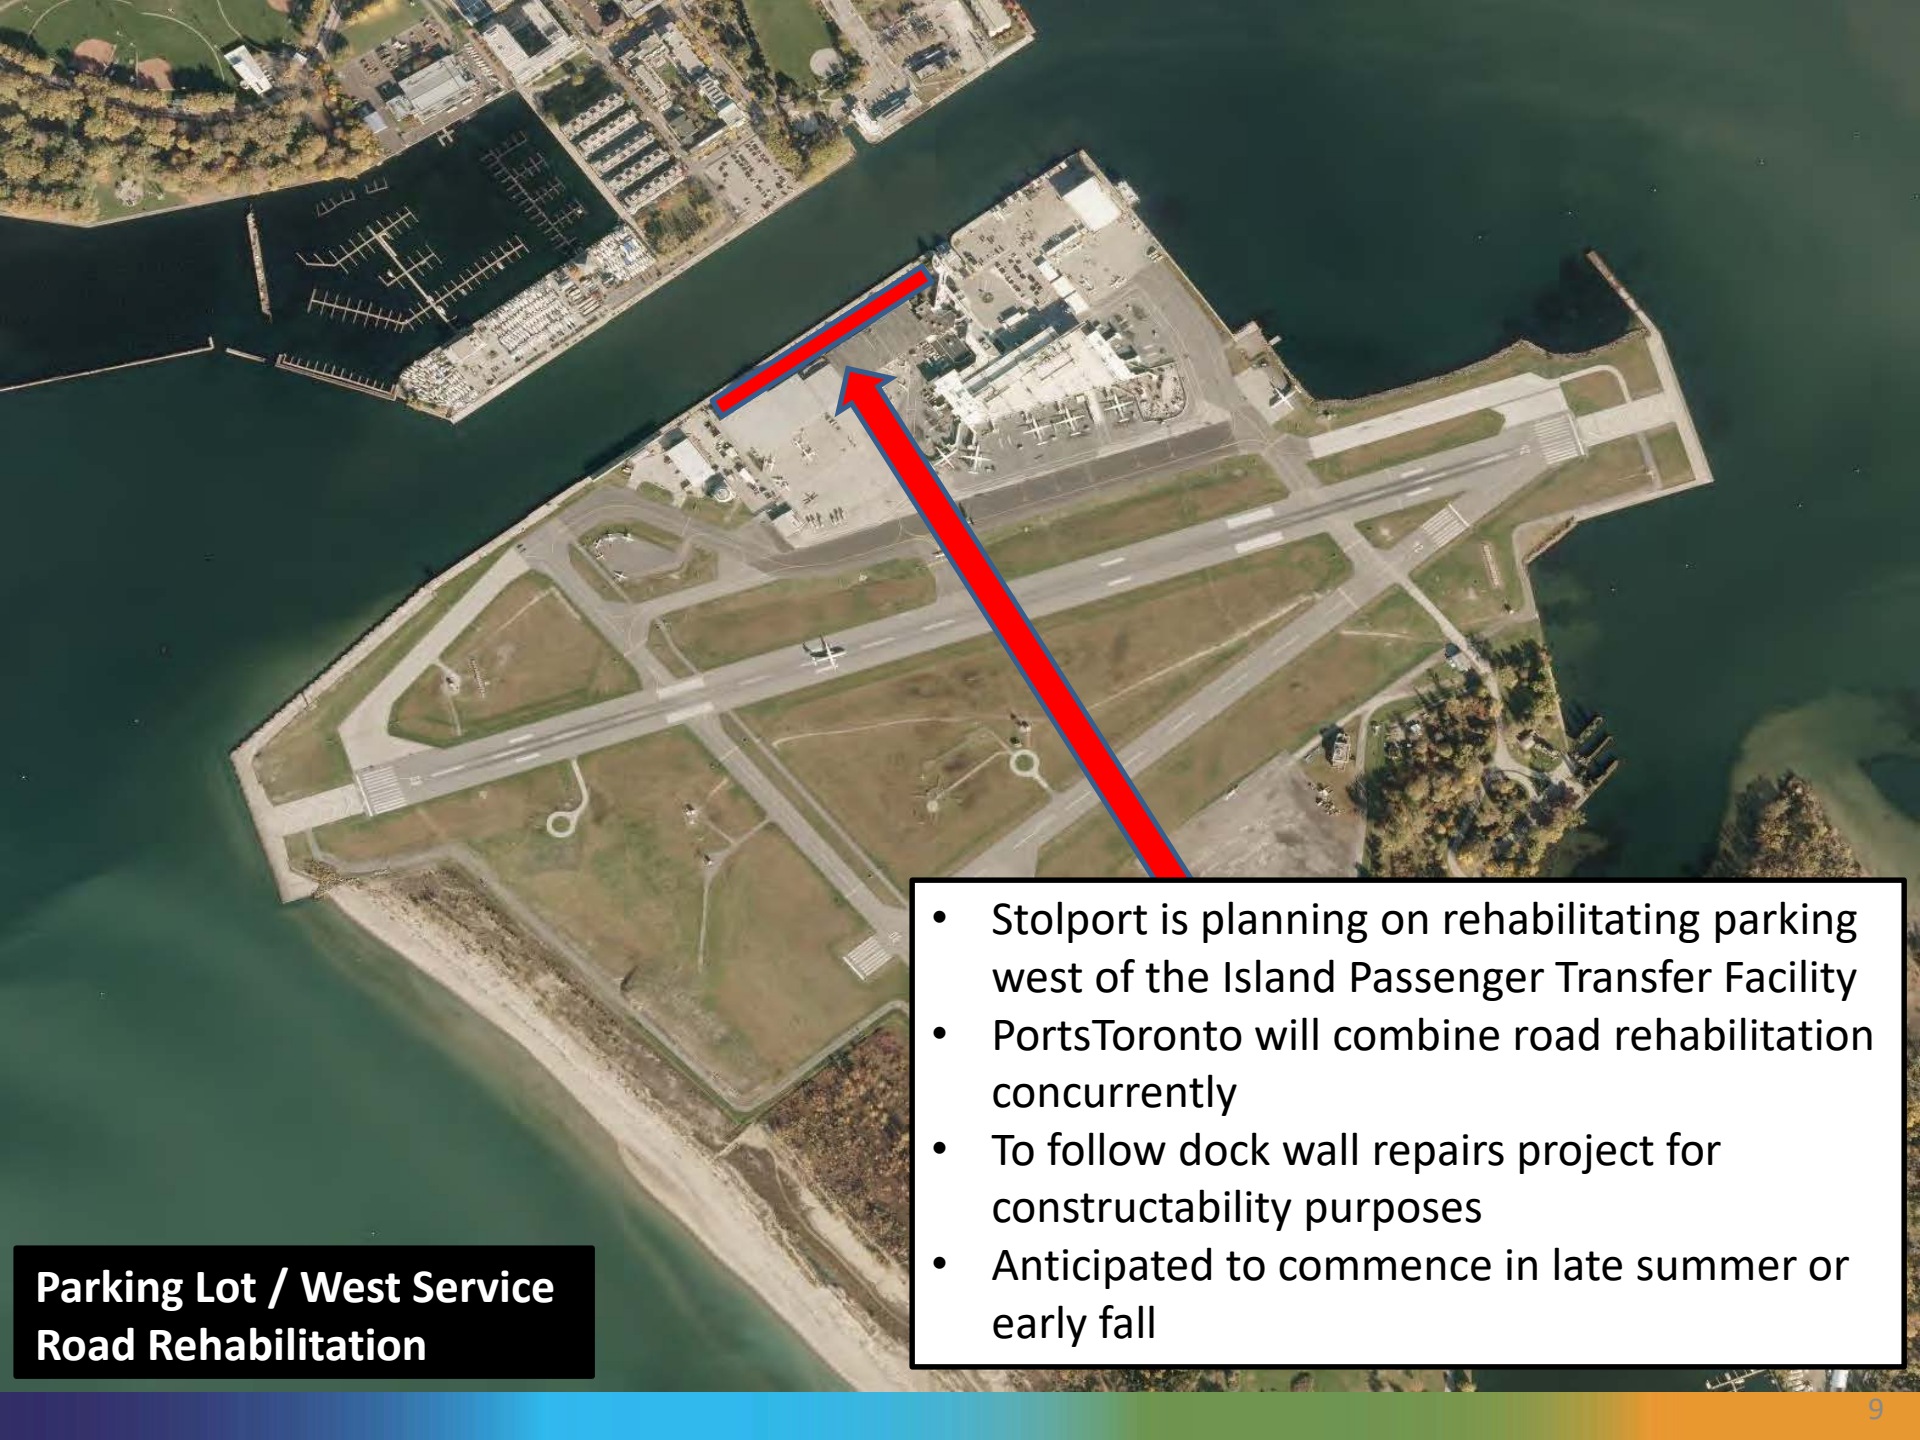 • Stolport is planning on rehabilitating parking
west of the Island Passenger Transfer Facility
• PortsToronto will combine road rehabilitation
concurrently
• To follow dock wall repairs project for
constructability purposes
• Anticipated to commence in late summer or
early fall
Parking Lot / West Service
Road Rehabilitation
9